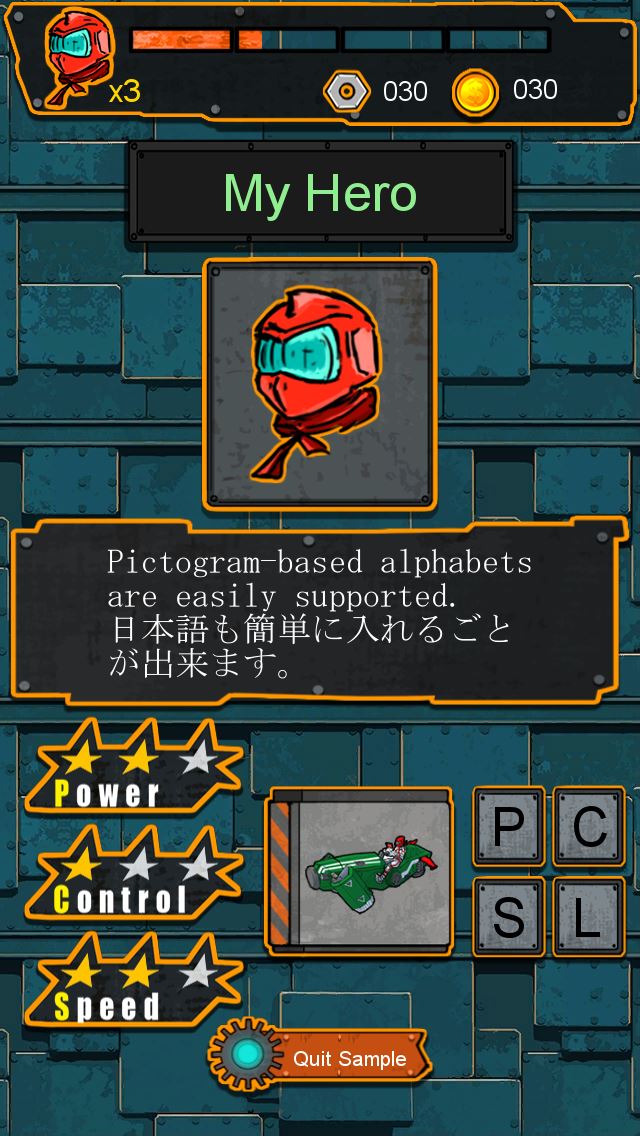 x3
030
030
My Hero
Pictogram-based alphabets
are easily supported.
日本語も簡単に入れるごと
が出来ます。
Power
Control
Speed
P C
S L
Quit Sample